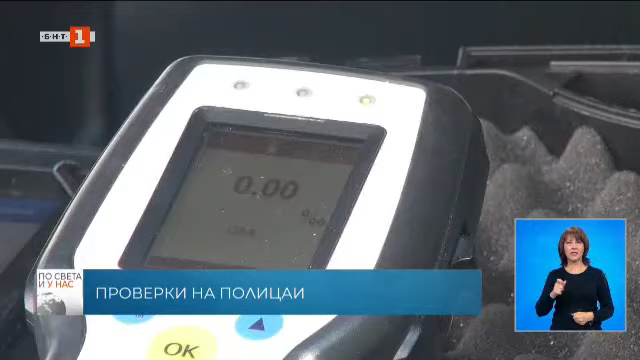 БНТ 1
0.00
ПО СВЕТА
И У НАС
ПРОВЕРКИ НА ПОЛИЦАИ
OK